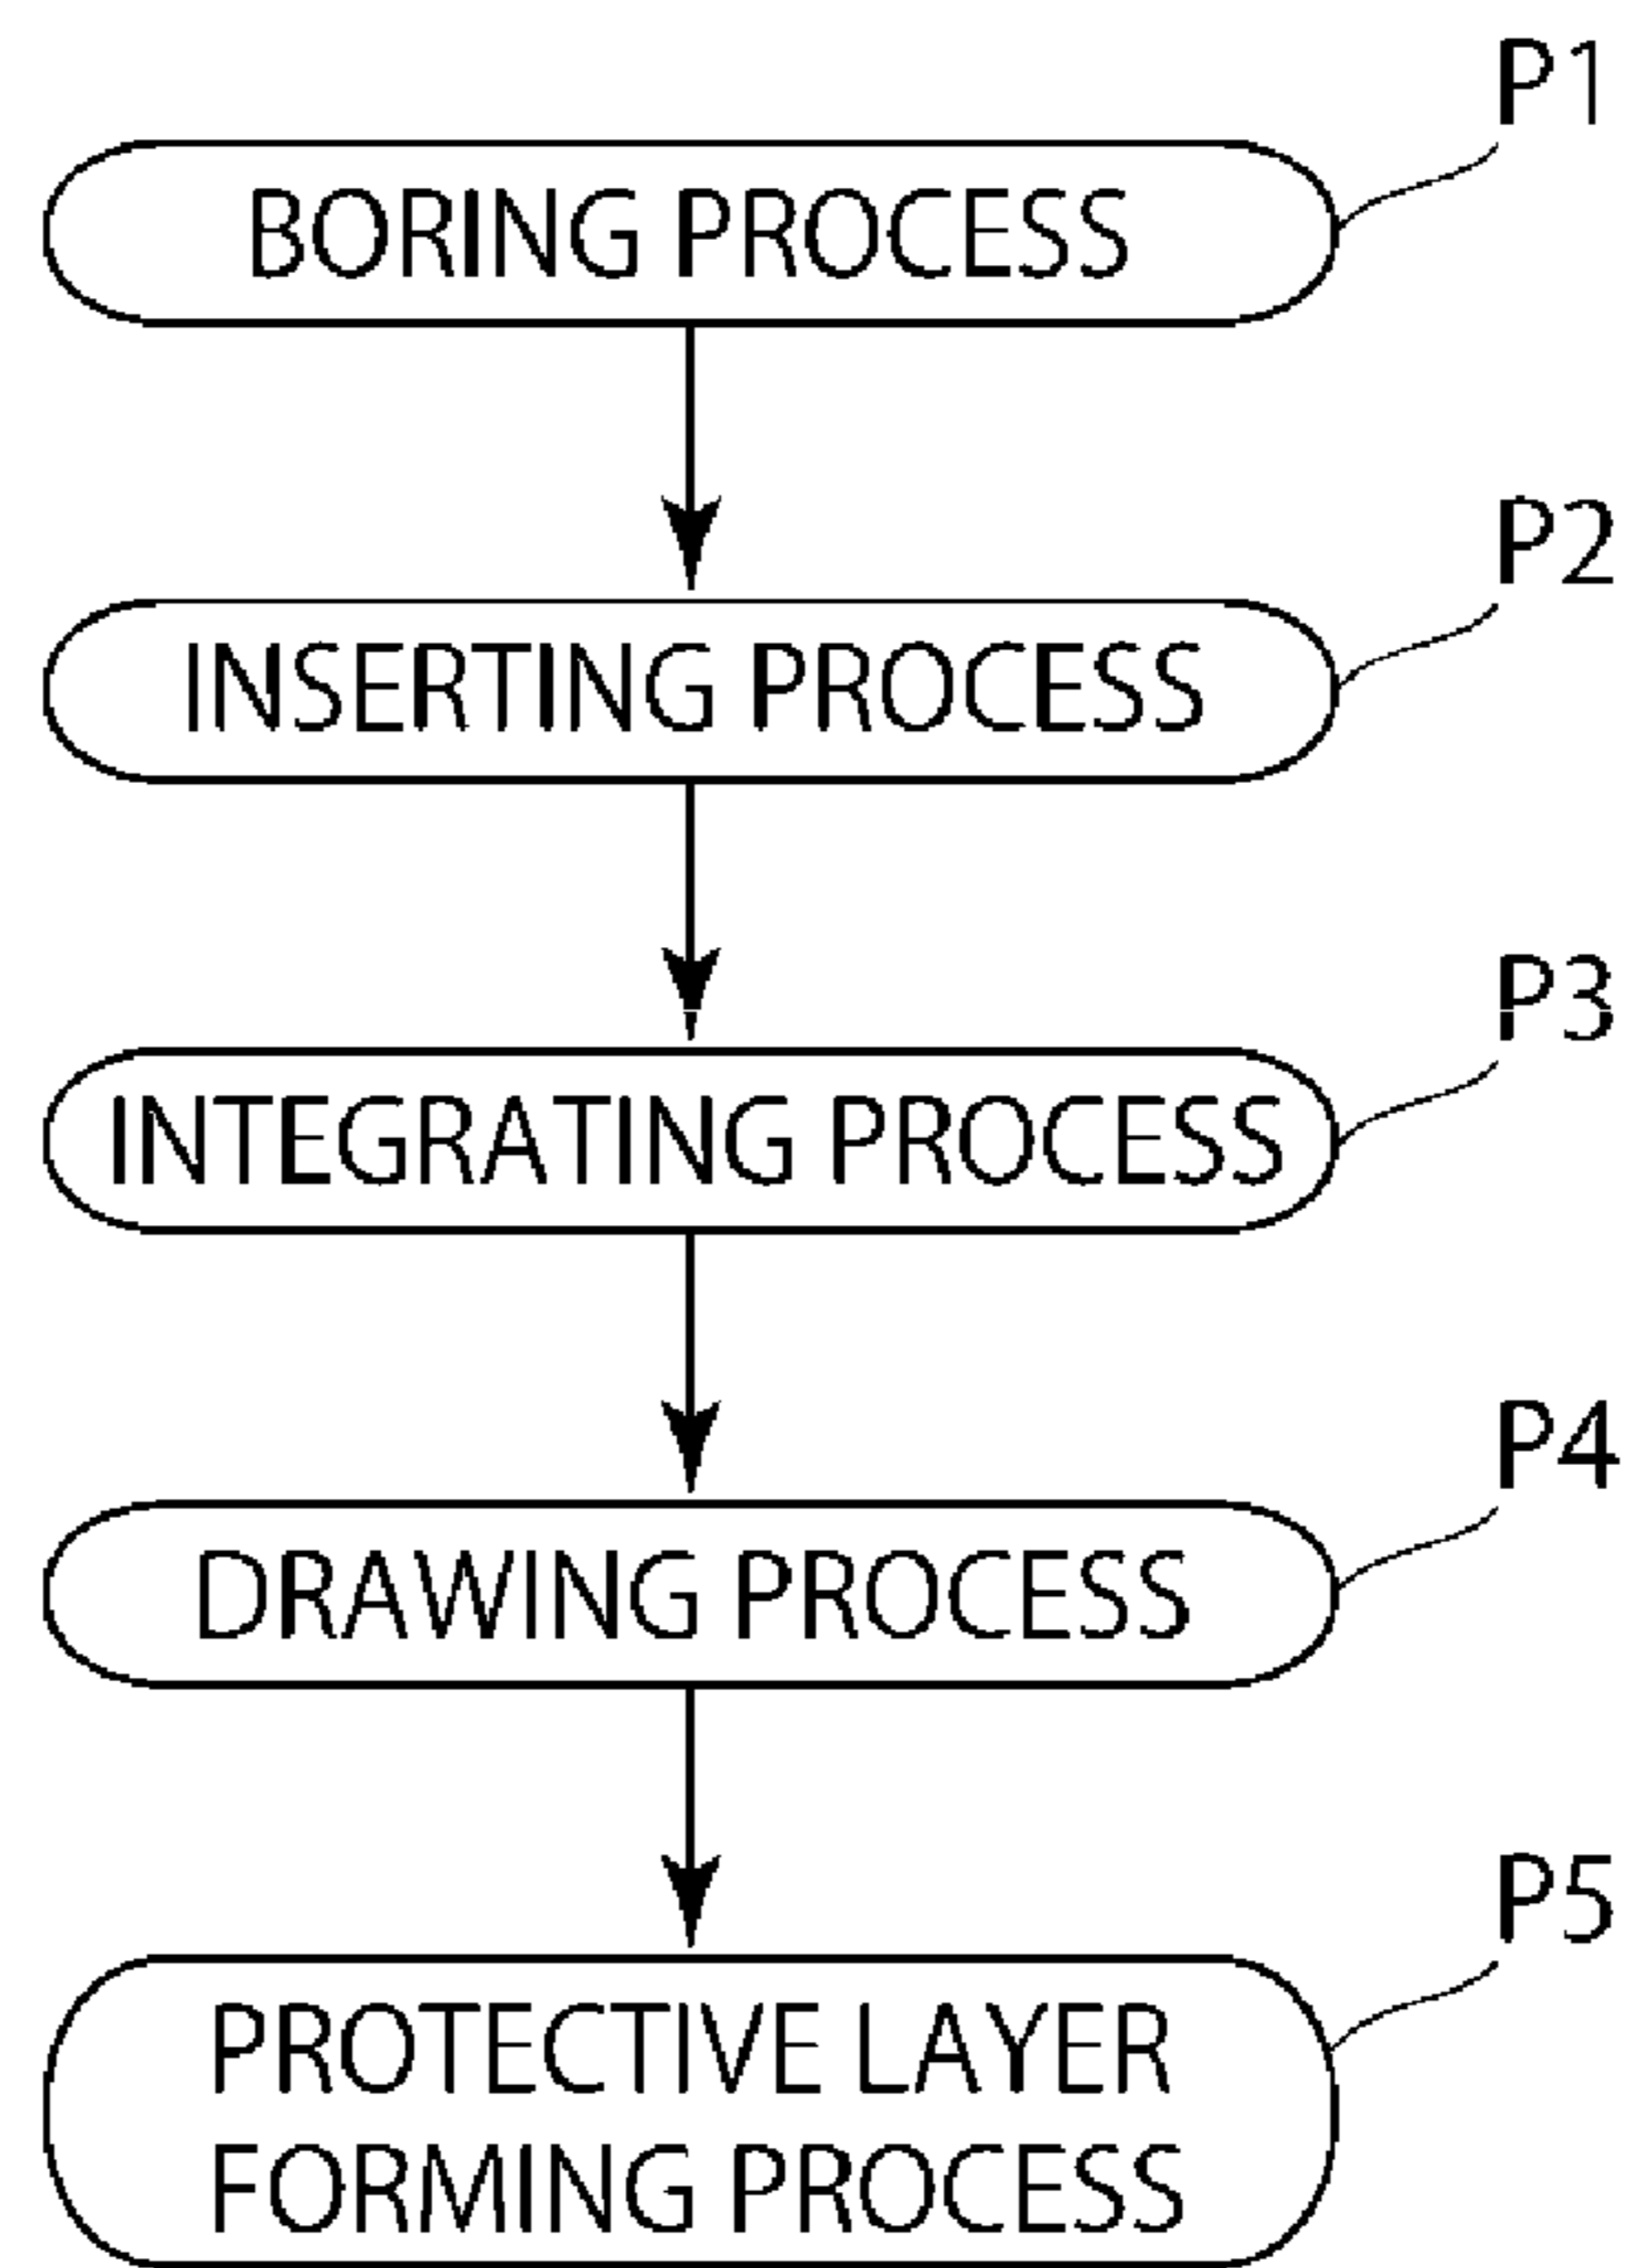 P1
BORING PROCESS
P2
INSERTING PROCESS
P3
INTEGRATING PROCESS
P4
DRAWING PROCESS
P5
PROTECTIVE LAYER
FORMING PROCESS